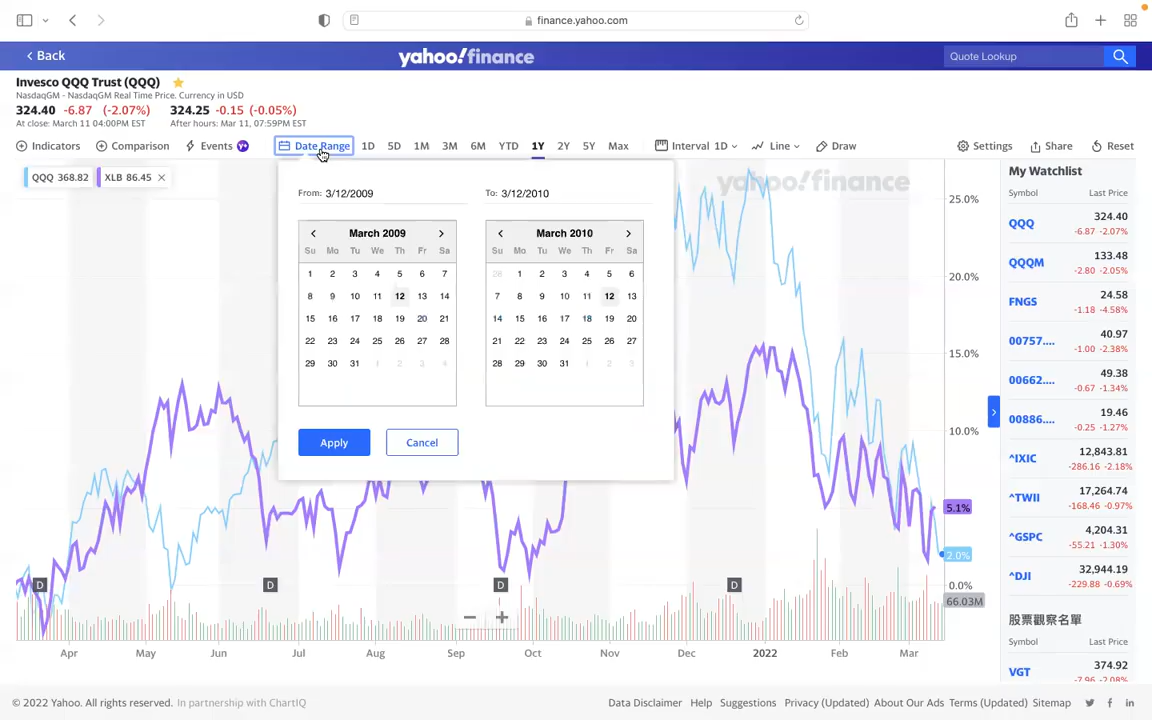 finance.yahoo.com
Back
yahoo!finance
Quote Lookup
Invesco QQQ Trust (QQQ)
NasdaqGM - NasdaqGM Real Time Price. Currency in USD
324.40 -6.87 (-2.07%) 324.25 -0.15 (-0.05%)
At close: March 11 04:00PM EST After hours: Mar 11, 07:59PM EST
Indicators Comparison Events Y+ Date Range 1D 5D 1M 3M 6M YTD 1Y 2Y 5Y Max Interval 1D Line Draw Settings Share Reset
QQQ 368.82 XLB 86.45
yahoo!finance
From: 3/12/2009 To: 3/12/2010
March 2009 March 2010
Su Mo Tu We Th Fr Sa Su Mo Tu We Th Fr Sa
1 2 3 4 5 6 7 28 1 2 3 4 5 6
8 9 10 11 12 13 14 7 8 9 10 11 12 13
15 16 17 18 19 20 21 14 15 16 17 18 19 20
22 23 24 25 26 27 28 21 22 23 24 25 26 27
29 30 31 1 2 3 4 28 29 30 31 1 2 3
Apply Cancel
25.0%
20.0%
15.0%
10.0%
5.1%
2.0%
0.0%
66.03M
D D D D
Apr May Jun Jul Aug Sep Oct Nov Dec 2022 Feb Mar
My Watchlist
Symbol Last Price
QQQ 324.40
-6.87 -2.07%
QQQM 133.48
-2.80 -2.05%
FNGS 24.58
-1.18 -4.58%
00757.... 40.97
-1.00 -2.38%
00662.... 49.38
-0.67 -1.34%
00886.... 19.46
-0.25 -1.27%
^IXIC 12,843.81
-286.16 -2.18%
^TWII 17,264.74
-168.46 -0.97%
^GSPC 4,204.31
-55.21 -1.30%
^DJI 32,944.19
-229.88 -0.69%
股票觀察名單
Symbol Last Price
VGT 374.92
-7.96 -2.08%
© 2022 Yahoo. All rights reserved. In partnership with ChartIQ
Data Disclaimer Help Suggestions Privacy (Updated) About Our Ads Terms (Updated) Sitemap